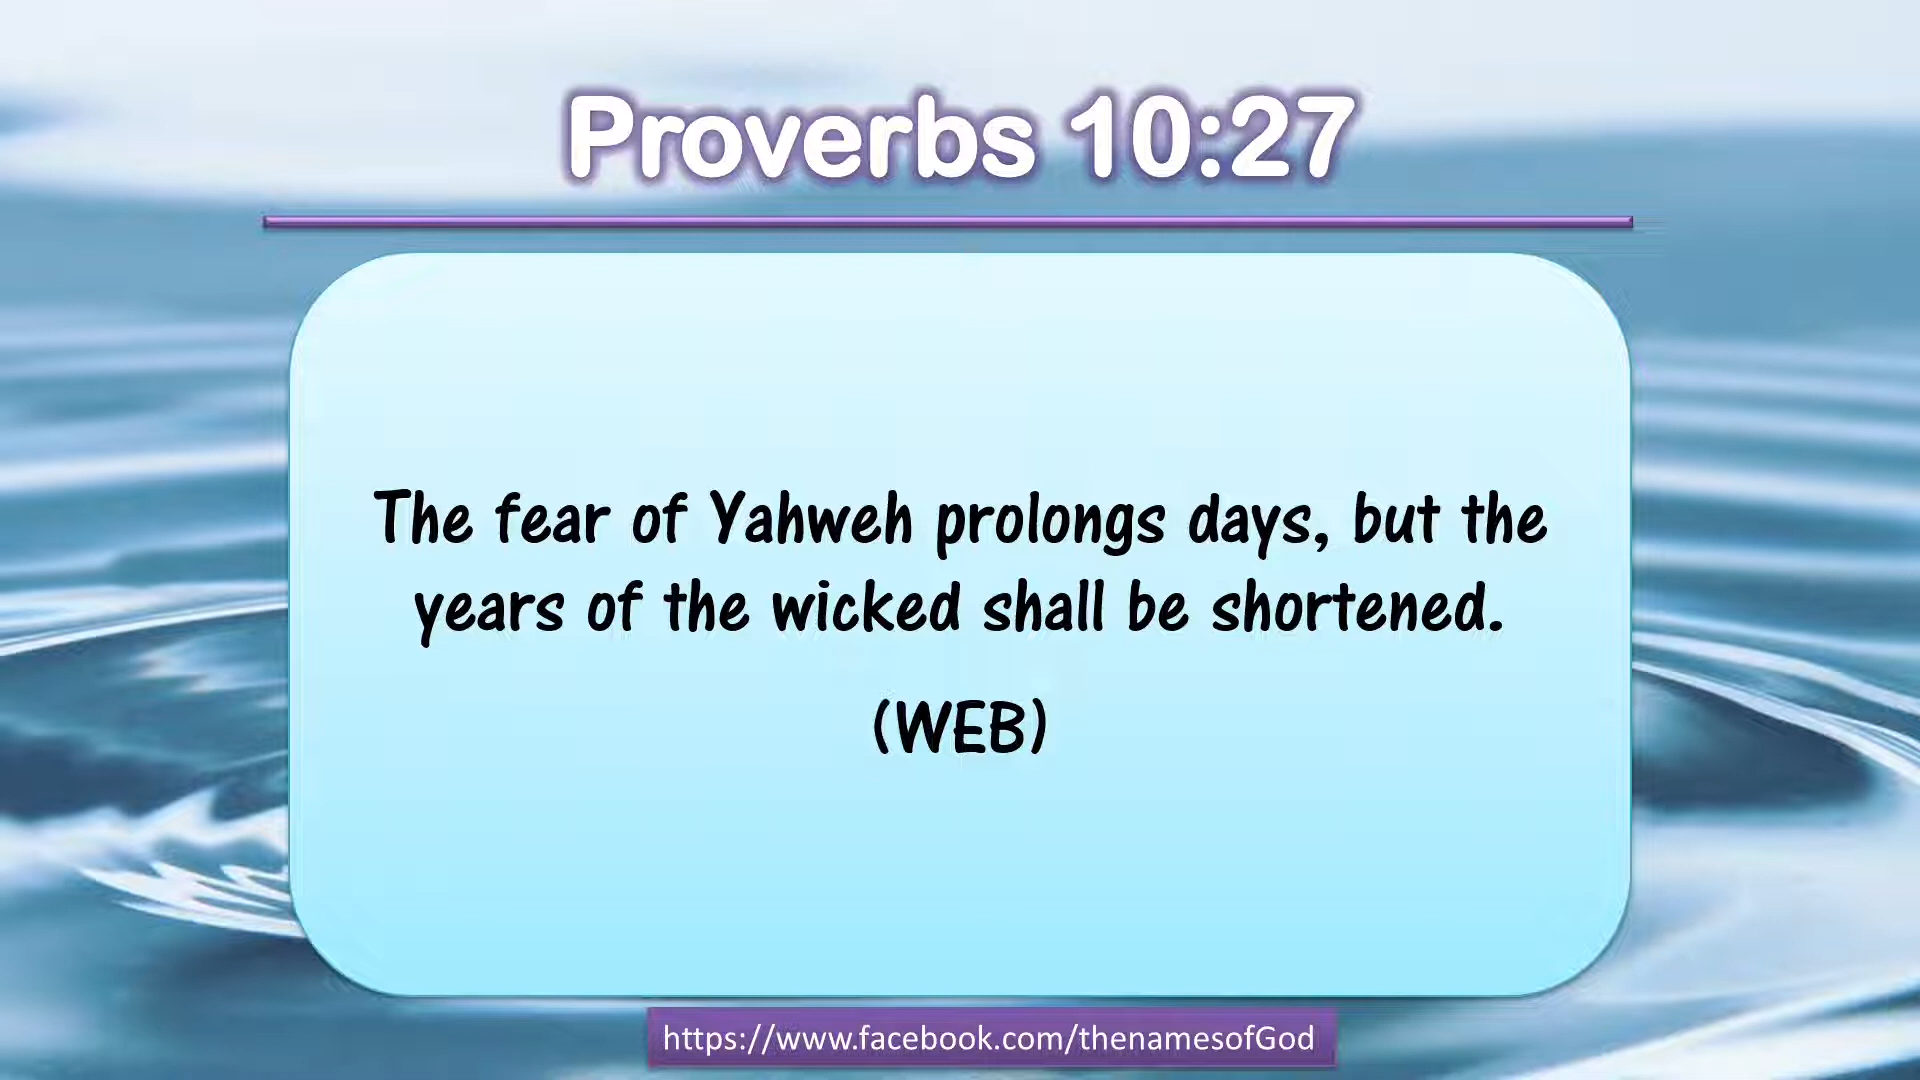 Proverbs 10:27
The fear of Yahweh prolongs days, but the
years of the wicked shall be shortened.
(WEB)
https://www.facebook.com/thenamesofGod